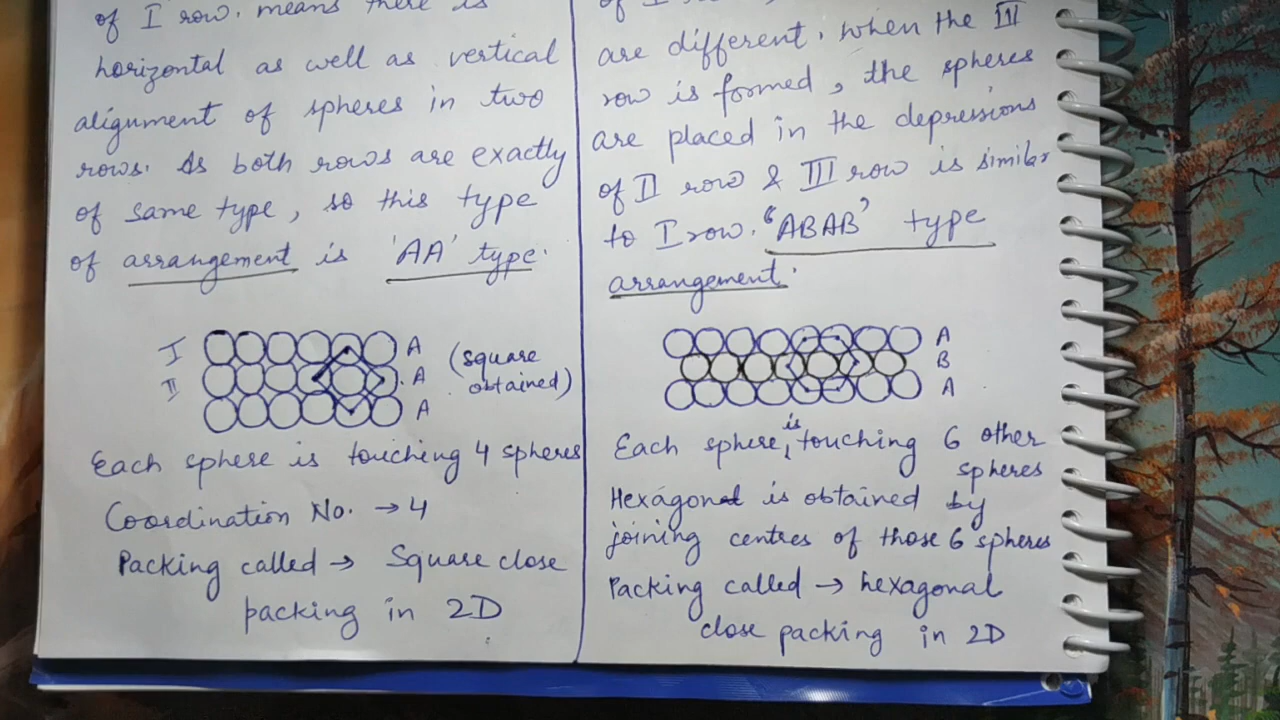 of I row. means there is
horizontal as well as vertical
alignment of spheres in two
rows. As both rows are exactly
of same type, so this type
of arrangement is 'AA' type.
I A
II A (square
obtained)
A
Each sphere is touching 4 spheres
Coordination No. → 4
Packing called → Square close
packing in 2D
are different. when the III
row is formed, the spheres
are placed in the depressions
of II row & III row is similar
to I row. "ABAB" type
arrangement.
A
B
A
Each sphere is touching 6 other
spheres
Hexagon is obtained by
joining centres of those 6 spheres
Packing called → hexagonal
close packing in 2D